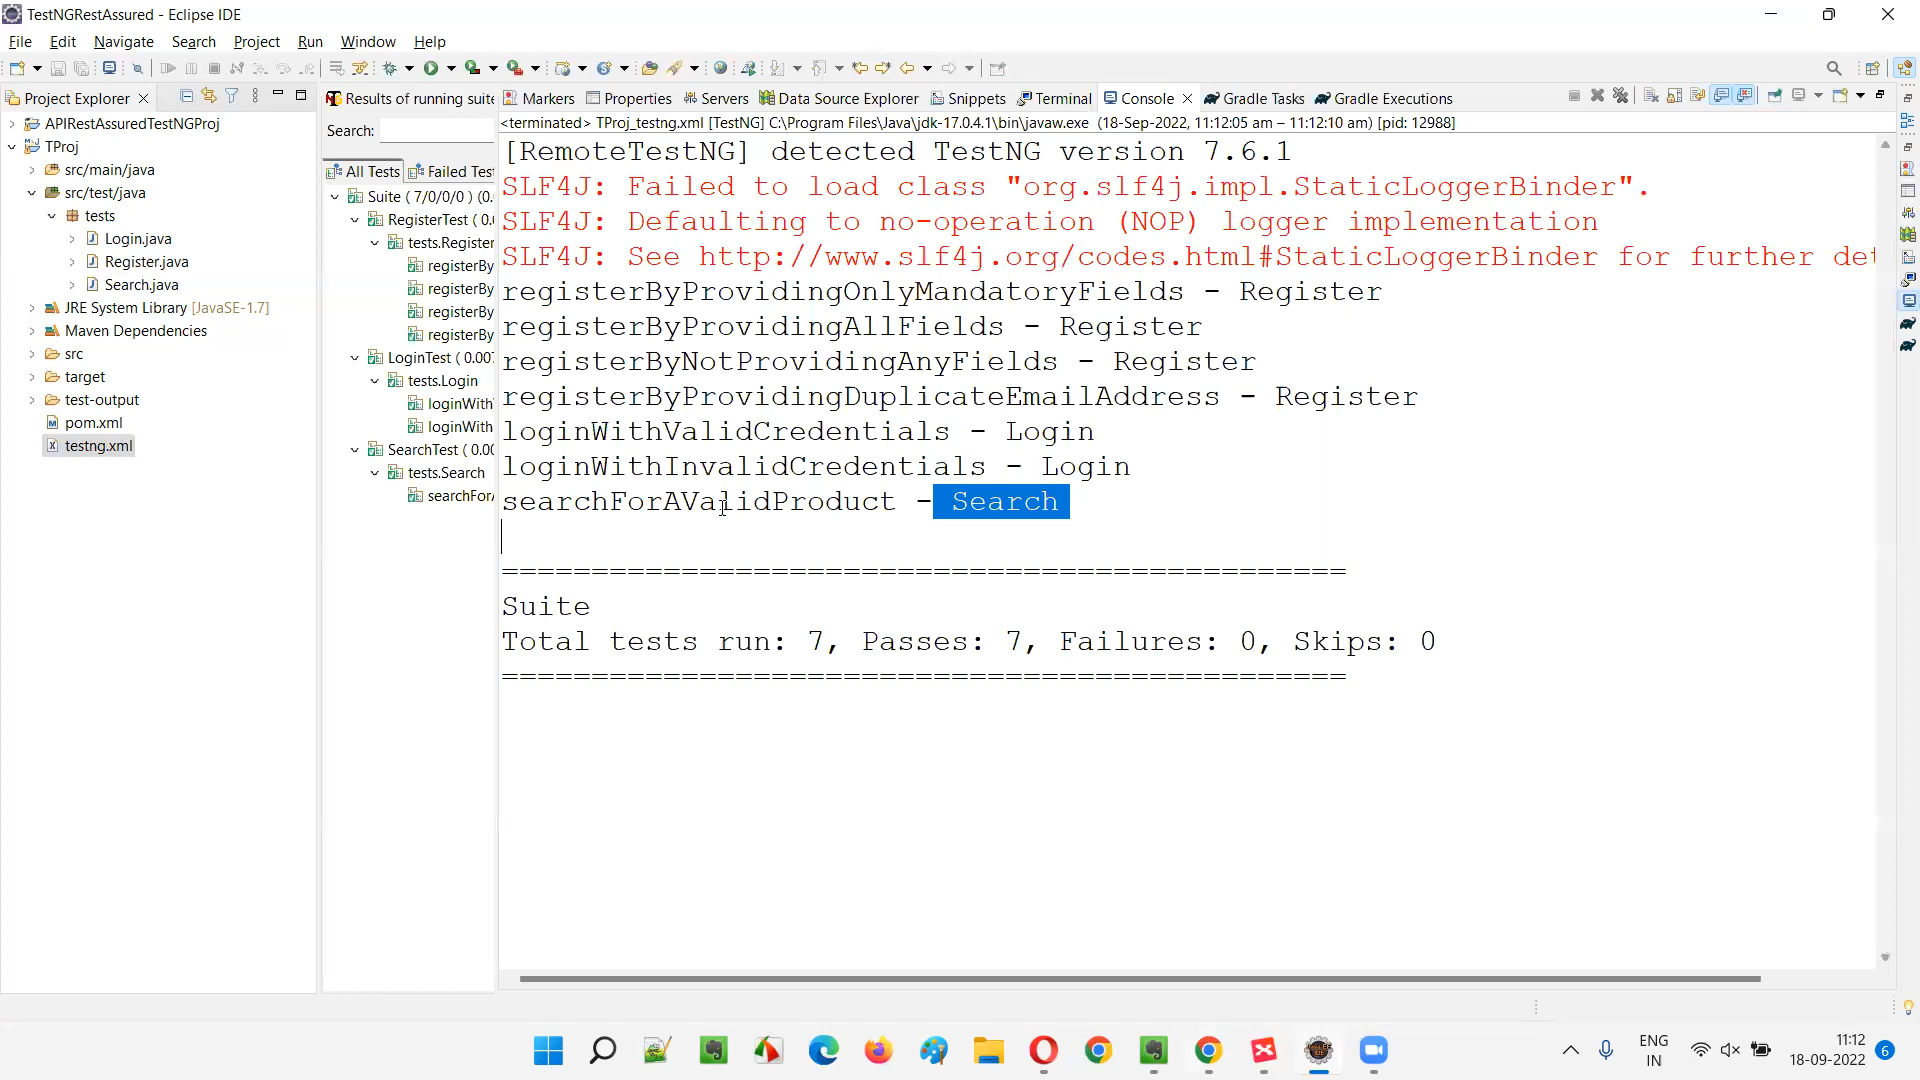 TestNGRestAssured - Eclipse IDE
File Edit Navigate Search Project Run Window Help
Project Explorer
APIRestAssuredTestNGProj
TProj
src/main/java
src/test/java
tests
Login.java
Register.java
Search.java
JRE System Library [JavaSE-1.7]
Maven Dependencies
src
target
test-output
pom.xml
testng.xml
Results of running suite
Search:
All Tests Failed Test
Suite ( 7/0/0/0 ) (0.
RegisterTest ( 0.0
tests.Register
registerBy
registerBy
registerBy
registerBy
LoginTest ( 0.007
tests.Login
loginWith
loginWith
SearchTest ( 0.00
tests.Search
searchForA
Markers Properties Servers Data Source Explorer Snippets Terminal Console Gradle Tasks Gradle Executions
<terminated> TProj_testng.xml [TestNG] C:\Program Files\Java\jdk-17.0.4.1\bin\javaw.exe (18-Sep-2022, 11:12:05 am – 11:12:10 am) [pid: 12988]
[RemoteTestNG] detected TestNG version 7.6.1
SLF4J: Failed to load class "org.slf4j.impl.StaticLoggerBinder".
SLF4J: Defaulting to no-operation (NOP) logger implementation
SLF4J: See http://www.slf4j.org/codes.html#StaticLoggerBinder for further det
registerByProvidingOnlyMandatoryFields - Register
registerByProvidingAllFields - Register
registerByNotProvidingAnyFields - Register
registerByProvidingDuplicateEmailAddress - Register
loginWithValidCredentials - Login
loginWithInvalidCredentials - Login
searchForAValidProduct - Search
===============================================
Suite
Total tests run: 7, Passes: 7, Failures: 0, Skips: 0
===============================================
ENG
IN
11:12
18-09-2022
6